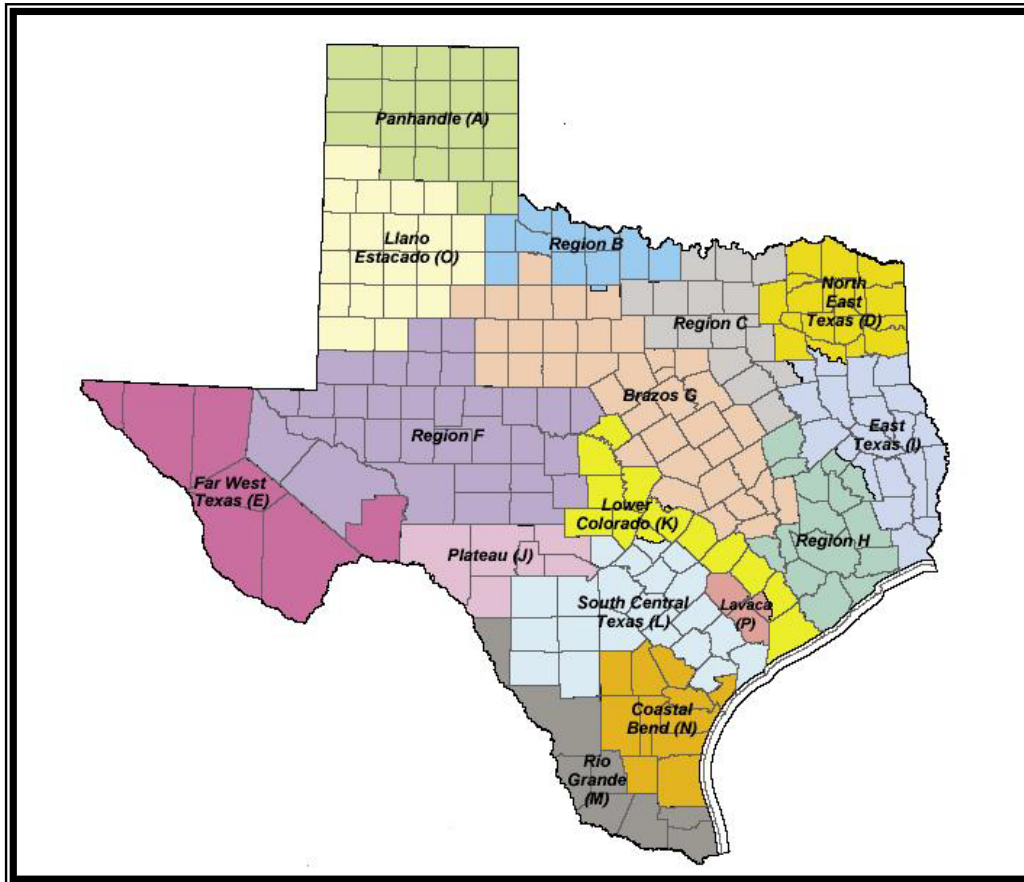 Panhandle (A)
Llano
Estacado (O)
Region B
North
East
Texas (D)
Region C
Brazos G
East
Texas (I)
Region F
Far West
Texas (E)
Lower
Colorado (K)
Region H
Plateau (J)
South Central
Texas (L)
Lavaca
(P)
Coastal
Bend (N)
Rio
Grande
(M)